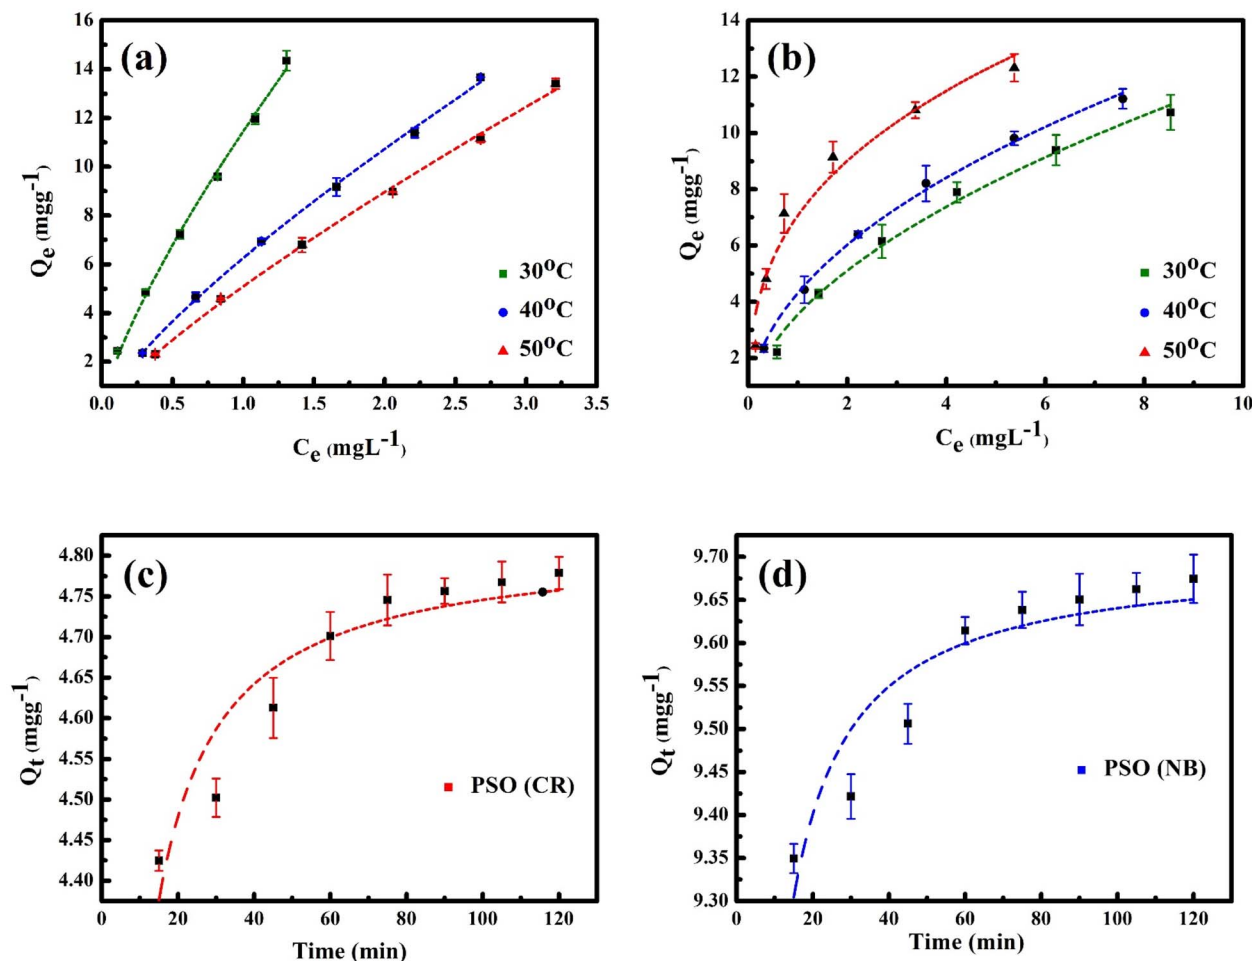 (a)
16
14
12
10
8
6
4
2
Qe (mgg-1)
30oC
40oC
50oC
0.0 0.5 1.0 1.5 2.0 2.5 3.0 3.5
Ce (mgL-1)
(b)
14
12
10
8
6
4
2
Qe (mgg-1)
30oC
40oC
50oC
0 2 4 6 8 10
Ce (mgL-1)
(c)
4.80
4.75
4.70
4.65
4.60
4.55
4.50
4.45
4.40
Qt (mgg-1)
PSO (CR)
0 20 40 60 80 100 120
Time (min)
(d)
9.70
9.65
9.60
9.55
9.50
9.45
9.40
9.35
9.30
Qt (mgg-1)
PSO (NB)
0 20 40 60 80 100 120
Time (min)